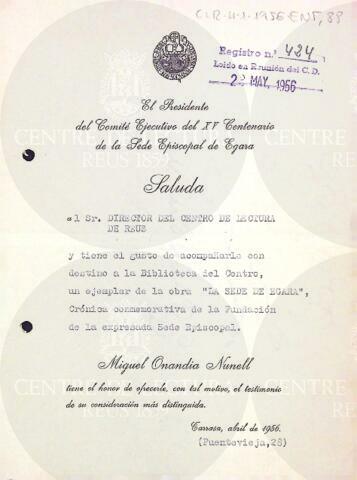 CLR-4-1-1956 ENT, 88
Registro n.º 424
Leído en Reunión del C.D.
22 MAY. 1956
El Presidente
del Comité Ejecutivo del XV Centenario
de la Sede Episcopal de Egara
Saluda
al Sr. DIRECTOR DEL CENTRO DE LECTURA
DE REUS
y tiene el gusto de acompañarle con
destino a la Biblioteca del Centro,
un ejemplar de la obra "LA SEDE DE EGARA",
Crónica conmemorativa de la Fundación
de la expresada Sede Episcopal.
Miguel Onandia Nunell
tiene el honor de ofrecerle, con tal motivo, el testimonio
de su consideración más distinguida.
Tarrasa, abril de 1956.
(Fuentevieja, 28)